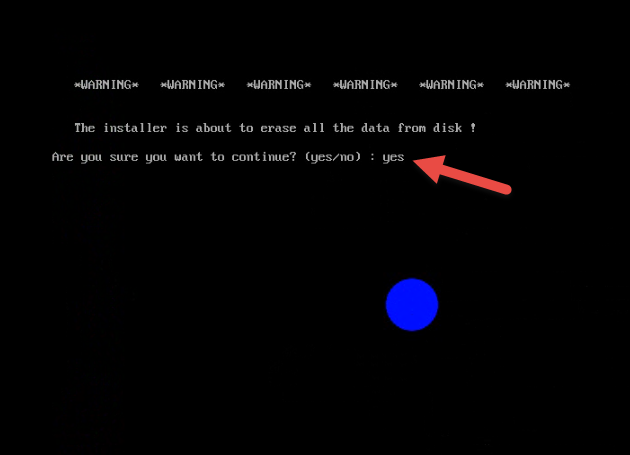 *WARNING* *WARNING* *WARNING* *WARNING* *WARNING* *WARNING*
The installer is about to erase all the data from disk !
Are you sure you want to continue? (yes/no) : yes